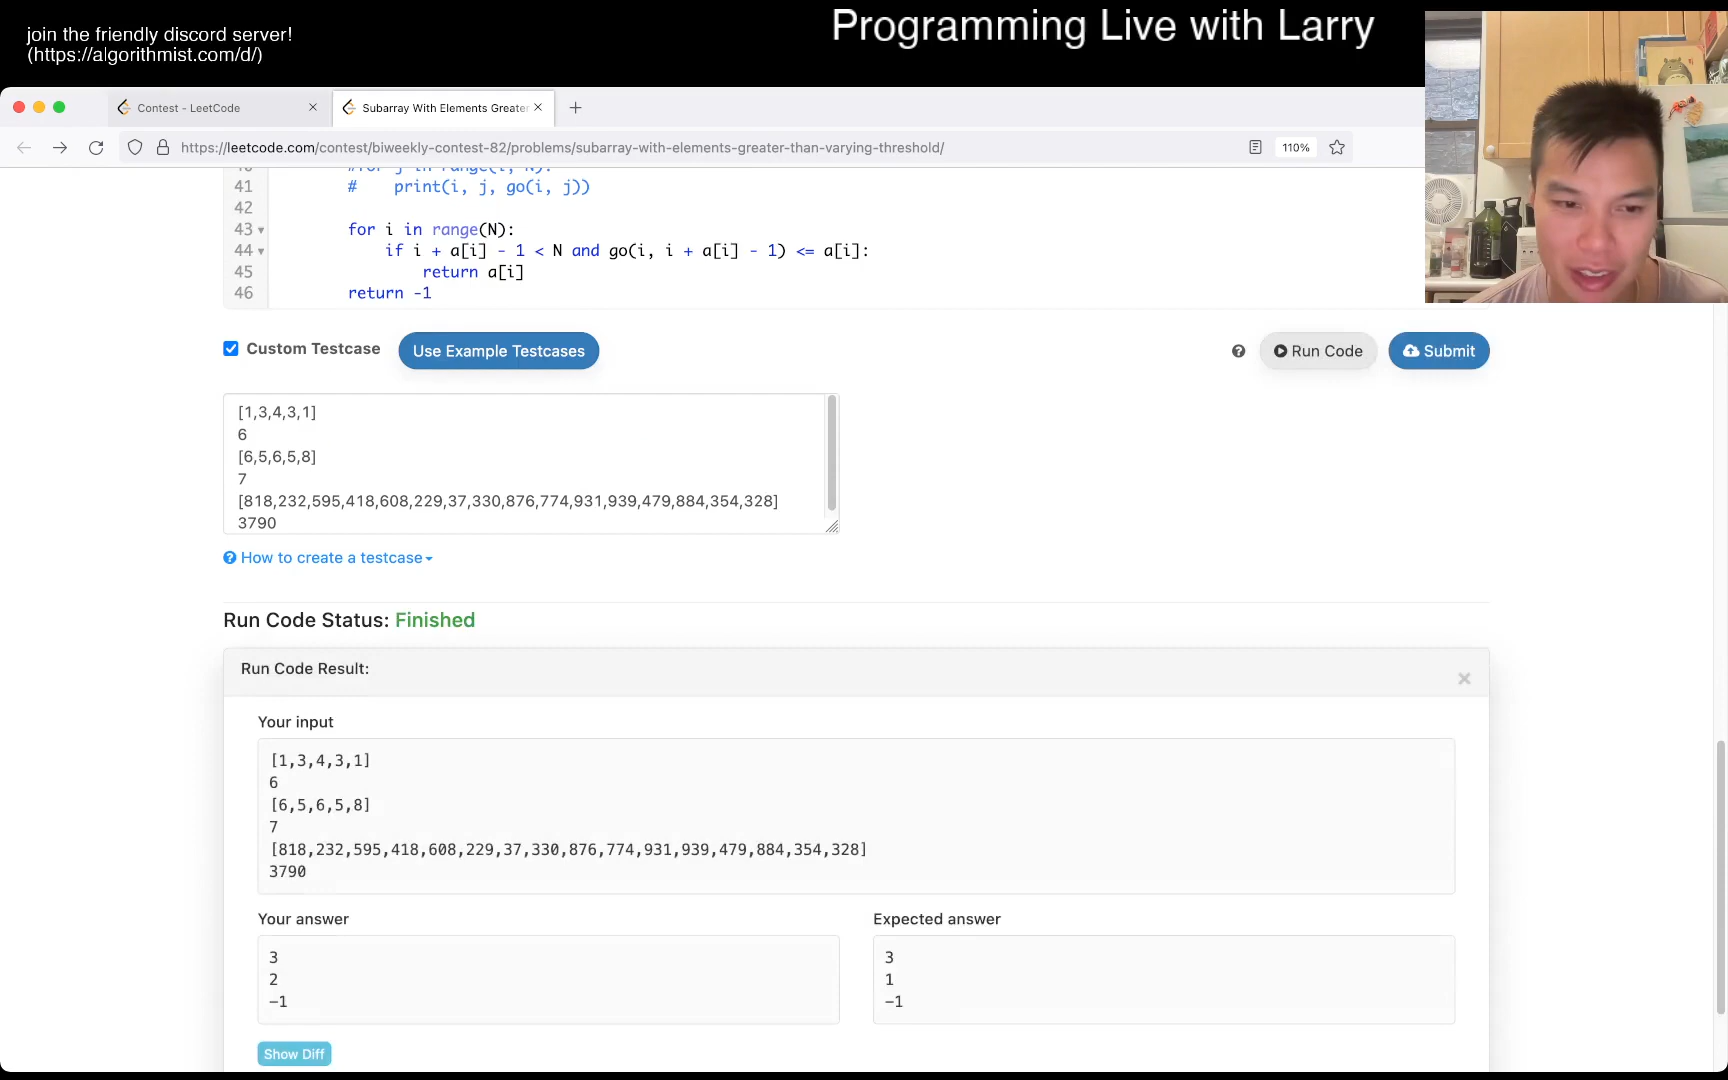 join the friendly discord server!
(https://algorithmist.com/d/)
Programming Live with Larry
Contest - LeetCode
Subarray With Elements Greater
https://leetcode.com/contest/biweekly-contest-82/problems/subarray-with-elements-greater-than-varying-threshold/
110%
40 #for j in range(i, N):
41 # print(i, j, go(i, j))
42
43 for i in range(N):
44 if i + a[i] - 1 < N and go(i, i + a[i] - 1) <= a[i]:
45 return a[i]
46 return -1
Custom Testcase
Use Example Testcases
Run Code
Submit
[1,3,4,3,1]
6
[6,5,6,5,8]
7
[818,232,595,418,608,229,37,330,876,774,931,939,479,884,354,328]
3790
How to create a testcase
Run Code Status: Finished
Run Code Result:
Your input
[1,3,4,3,1]
6
[6,5,6,5,8]
7
[818,232,595,418,608,229,37,330,876,774,931,939,479,884,354,328]
3790
Your answer
Expected answer
3
2
-1
3
1
-1
Show Diff